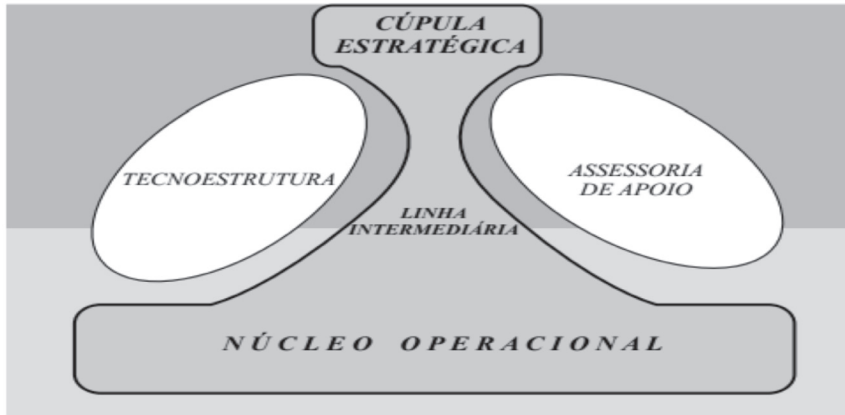 CÚPULA
ESTRATÉGICA
TECNOESTRUTURA
ASSESSORIA
DE APOIO
LINHA
INTERMEDIÁRIA
NÚCLEO OPERACIONAL